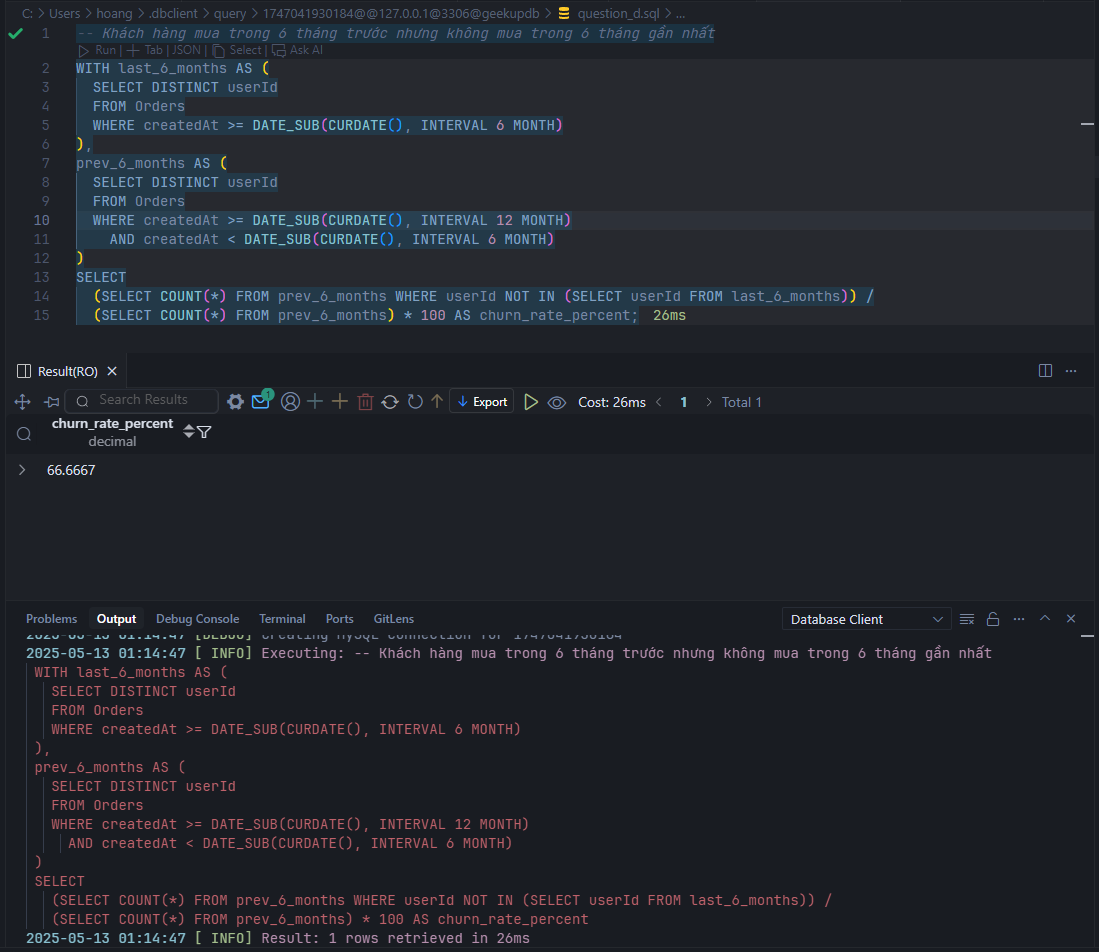 C: > Users > hoang > .dbclient > query > 1747041930184@@127.0.0.1@3306@geekupdb > question_d.sql > ...
1 -- Khách hàng mua trong 6 tháng trước nhưng không mua trong 6 tháng gần nhất
Run | Tab | JSON | Select | Ask AI
2 WITH last_6_months AS (
3 SELECT DISTINCT userId
4 FROM Orders
5 WHERE createdAt >= DATE_SUB(CURDATE(), INTERVAL 6 MONTH)
6 ),
7 prev_6_months AS (
8 SELECT DISTINCT userId
9 FROM Orders
10 WHERE createdAt >= DATE_SUB(CURDATE(), INTERVAL 12 MONTH)
11 AND createdAt < DATE_SUB(CURDATE(), INTERVAL 6 MONTH)
12 )
13 SELECT
14 (SELECT COUNT(*) FROM prev_6_months WHERE userId NOT IN (SELECT userId FROM last_6_months)) /
15 (SELECT COUNT(*) FROM prev_6_months) * 100 AS churn_rate_percent; 26ms
Result(RO)
Search Results 1 Export Cost: 26ms < 1 > Total 1
churn_rate_percent
decimal
66.6667
Problems Output Debug Console Terminal Ports GitLens Database Client
2025-05-13 01:14:47 [DEBUG] Creating MySQL connection for 1747041930184
2025-05-13 01:14:47 [ INFO] Executing: -- Khách hàng mua trong 6 tháng trước nhưng không mua trong 6 tháng gần nhất
WITH last_6_months AS (
SELECT DISTINCT userId
FROM Orders
WHERE createdAt >= DATE_SUB(CURDATE(), INTERVAL 6 MONTH)
),
prev_6_months AS (
SELECT DISTINCT userId
FROM Orders
WHERE createdAt >= DATE_SUB(CURDATE(), INTERVAL 12 MONTH)
AND createdAt < DATE_SUB(CURDATE(), INTERVAL 6 MONTH)
)
SELECT
(SELECT COUNT(*) FROM prev_6_months WHERE userId NOT IN (SELECT userId FROM last_6_months)) /
(SELECT COUNT(*) FROM prev_6_months) * 100 AS churn_rate_percent
2025-05-13 01:14:47 [ INFO] Result: 1 rows retrieved in 26ms